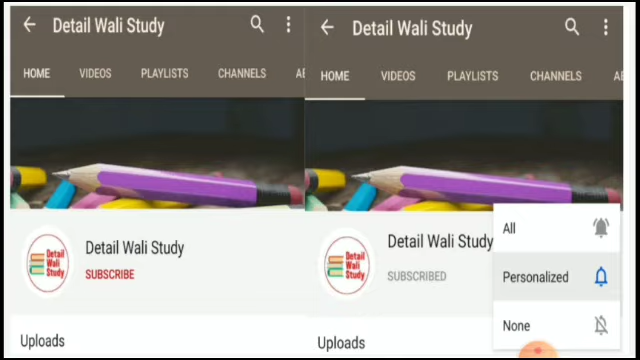 Detail Wali Study
HOME VIDEOS PLAYLISTS CHANNELS
Detail
Wali
Study
Detail Wali Study
SUBSCRIBE
Uploads
Detail Wali Study
HOME VIDEOS PLAYLISTS CHANNELS
Detail
Wali
Study
Detail Wali Study
SUBSCRIBED
All
Personalized
None
Uploads